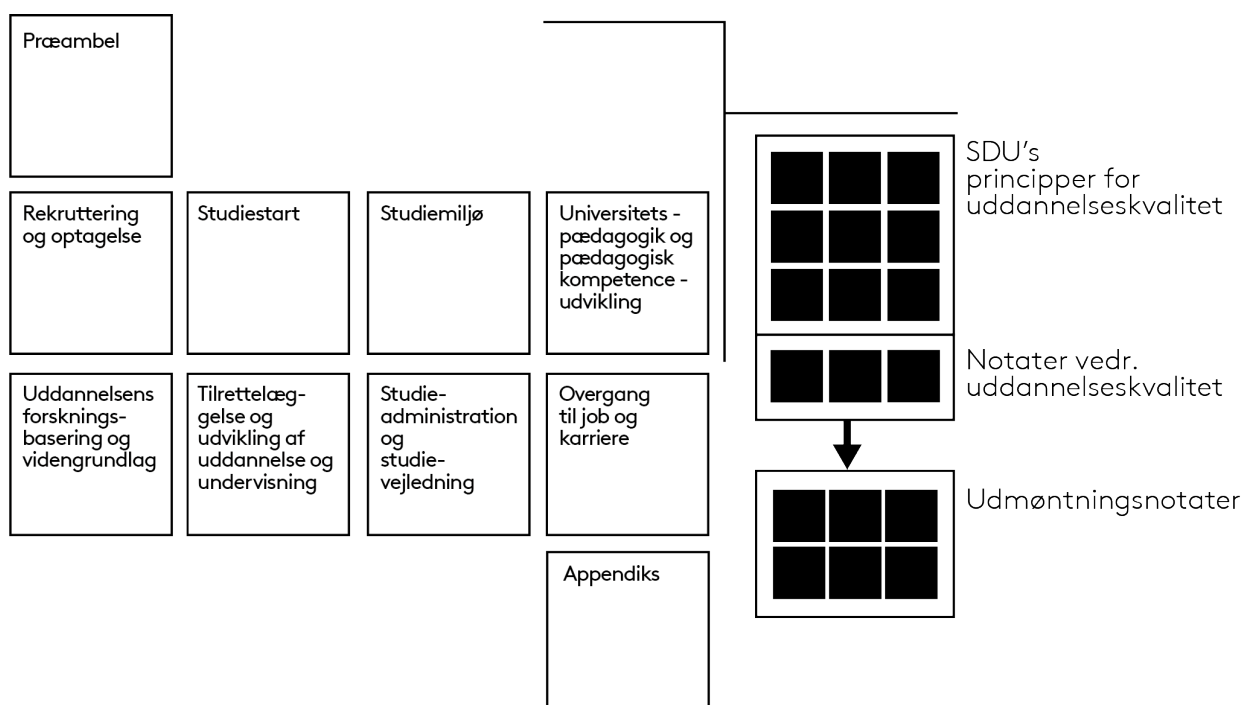 Præambel
Rekruttering
og optagelse
Studiestart
Studiemiljø
Universitets -
pædagogik og
pædagogisk
kompetence -
udvikling
Uddannelsens
forsknings-
basering og
videngrundlag
Tilrettelæg-
gelse og
udvikling af
uddannelse og
undervisning
Studie-
administration
og
studie-
vejledning
Overgang
til job og
karriere
Appendiks
SDU's
principper for
uddannelseskvalitet
Notater vedr.
uddannelseskvalitet
Udmøntningsnotater